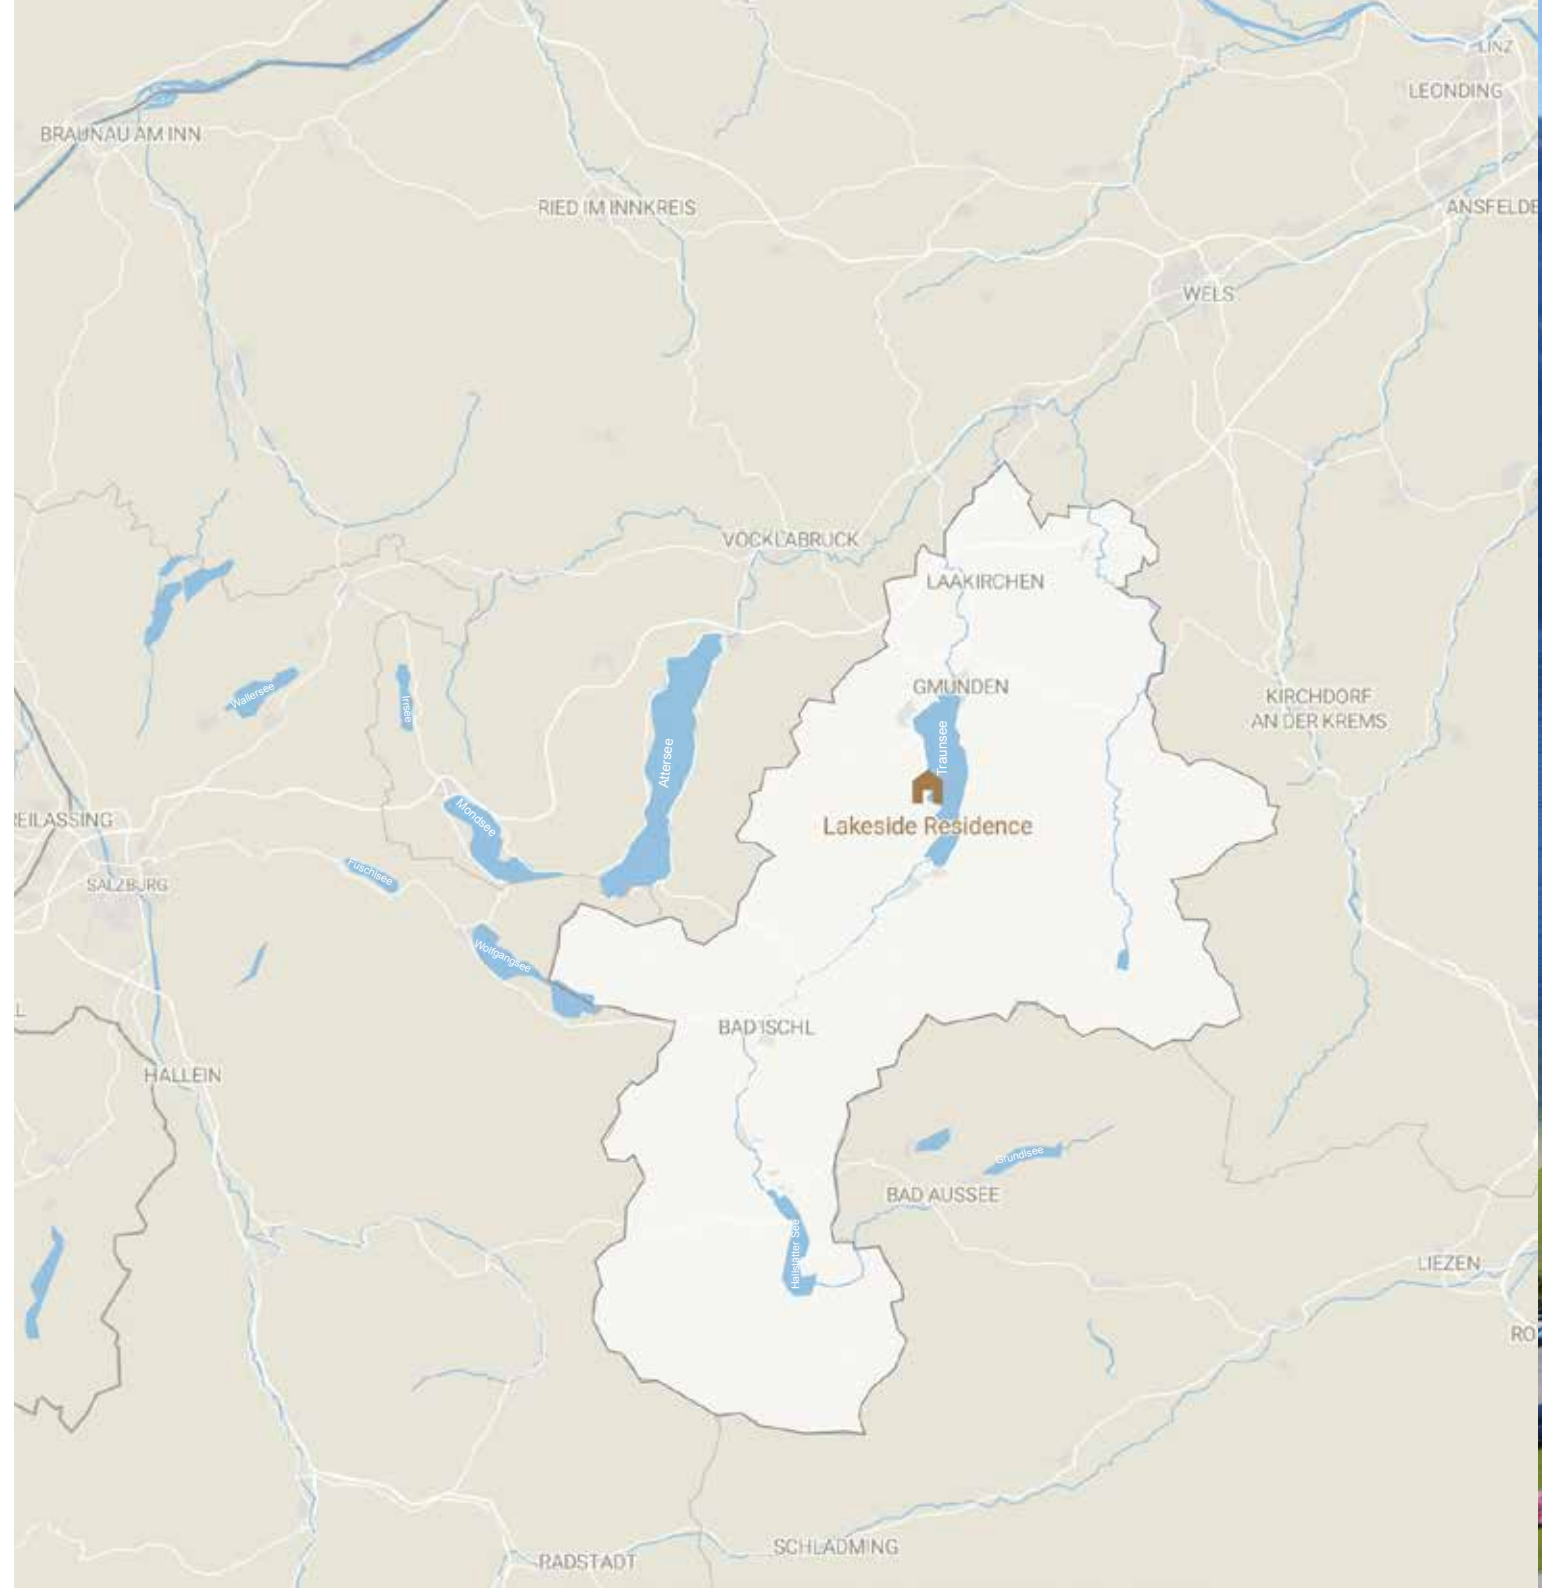 LINZ
LEONDING
BRAUNAU AM INN
RIED IM INNKREIS
ANSFELDE
WELS
VÖCKLABRUCK
LAAKIRCHEN
Wallersee
Irrsee
GMUNDEN
KIRCHDORF
AN DER KREMS
Traunsee
Attersee
Mondsee
EILASSING
Lakeside Residence
Fuschlsee
SALZBURG
Wolfgangsee
L
BAD ISCHL
HALLEIN
Grundlsee
BAD AUSSEE
Hallstätter See
LIEZEN
RO
SCHLADMING
RADSTADT